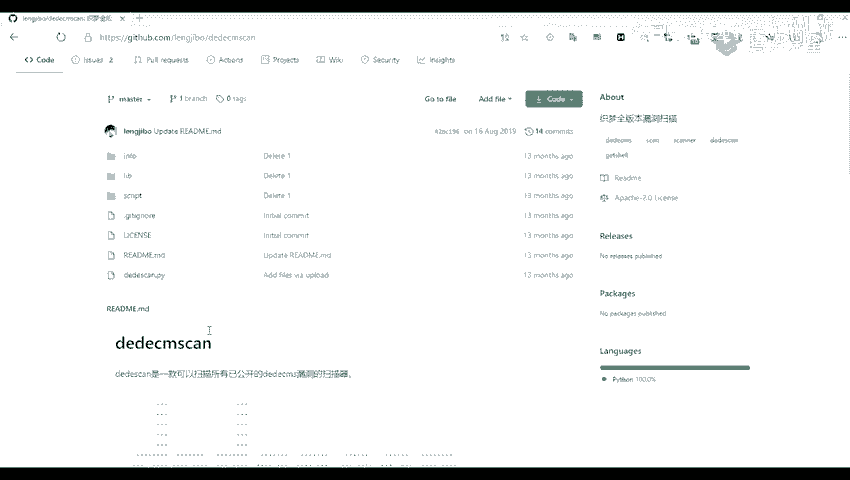 lengjibo/dedecmscan: 织梦全版
https://github.com/lengjibo/dedecmscan
Code
Issues 2
Pull requests
Actions
Projects
Wiki
Security
Insights
master
1 branch
0 tags
Go to file
Add file
Code
lengjibo Update README.md
on 16 Aug 2019
14 commits
info
Delete 1
13 months ago
lib
Delete 1
13 months ago
script
Delete 1
13 months ago
.gitignore
Initial commit
13 months ago
LICENSE
Initial commit
13 months ago
README.md
Update README.md
13 months ago
dedescan.py
Add files via upload
13 months ago
README.md
dedecmscan
dedescan是一款可以扫描所有已公开的dedecms漏洞的扫描器。
About
织梦全版本漏洞扫描
dedecms scan scanner dedescan
getshell
Readme
Apache-2.0 License
Releases
No releases published
Packages
No packages published
Languages
Python 100.0%